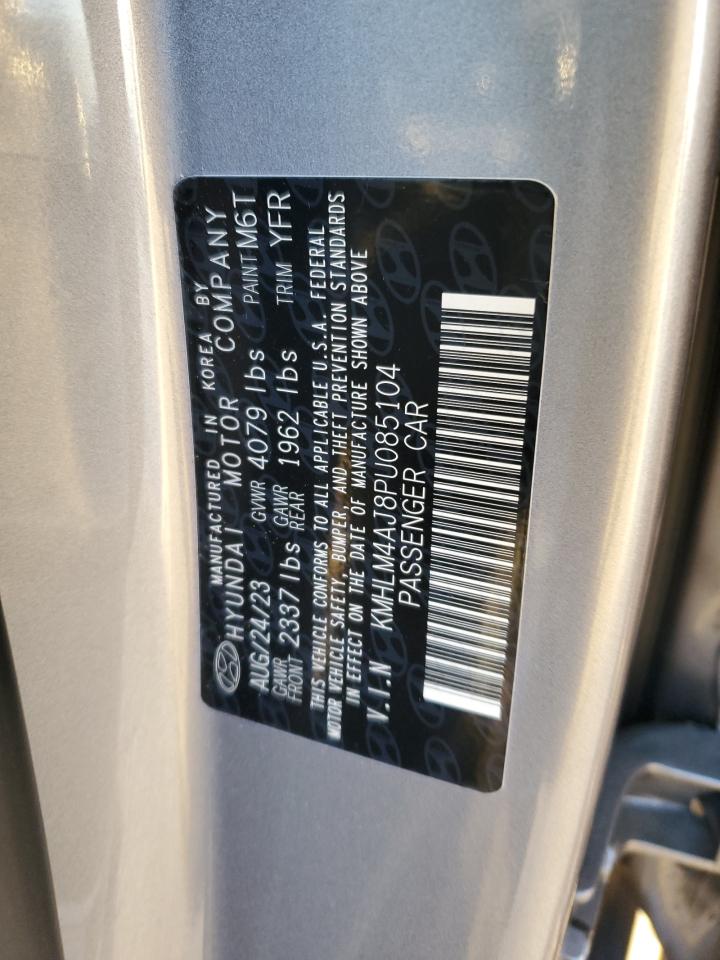 MANUFACTURED IN KOREA BY
HYUNDAI MOTOR COMPANY
AUG/24/23 GVWR 4079 lbs PAINT M6T
GAWR FRONT 2337 lbs GAWR REAR 1962 lbs TRIM YFR
THIS VEHICLE CONFORMS TO ALL APPLICABLE U.S.A. FEDERAL
MOTOR VEHICLE SAFETY, BUMPER, AND THEFT PREVENTION STANDARDS
IN EFFECT ON THE DATE OF MANUFACTURE SHOWN ABOVE
V.I.N KMHLM4AJ8PU085104
PASSENGER CAR